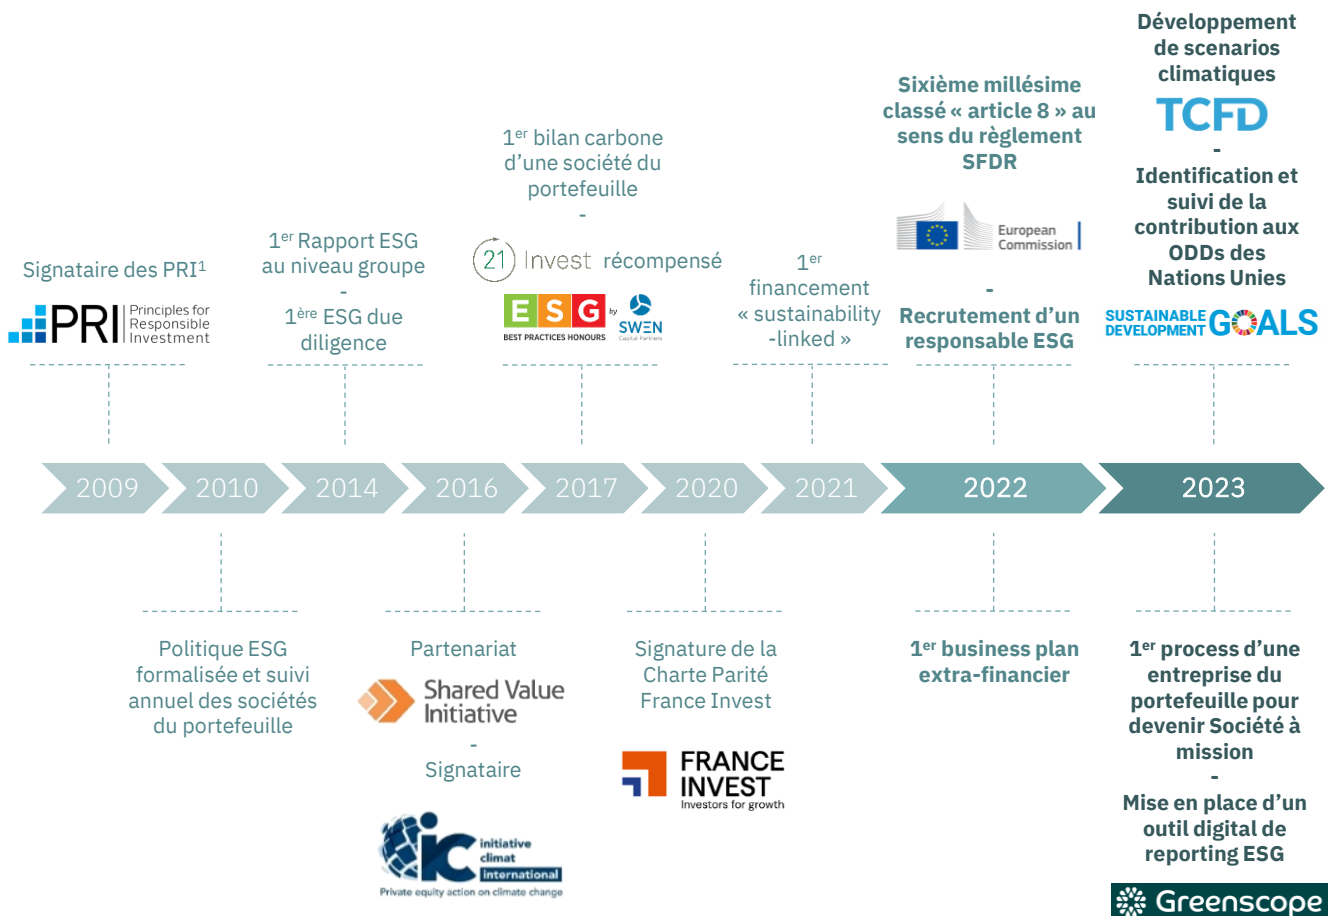 Signataire des PRI¹
PRI
Principles for
Responsible
Investment
1er Rapport ESG
au niveau groupe
-
1ère ESG due
diligence
1er bilan carbone
d’une société du
portefeuille
-
21 Invest récompensé
ESG by SWEN
BEST PRACTICES HONOURS
Capital Partners
1er
financement
« sustainability
-linked »
Sixième millésime
classé « article 8 » au
sens du règlement
SFDR
European
Commission
-
Recrutement d’un
responsable ESG
Développement
de scenarios
climatiques
TCFD
-
Identification et
suivi de la
contribution aux
ODDs des
Nations Unies
SUSTAINABLE
DEVELOPMENT GOALS
2009
2010
2014
2016
2017
2020
2021
2022
2023
Politique ESG
formalisée et suivi
annuel des sociétés
du portefeuille
Partenariat
Shared Value
Initiative
-
Signataire
iC
initiative
climat
international
Private equity action on climate change
Signature de la
Charte Parité
France Invest
FRANCE
INVEST
Investors for growth
1er business plan
extra-financier
1er process d’une
entreprise du
portefeuille pour
devenir Société à
mission
-
Mise en place d’un
outil digital de
reporting ESG
Greenscope